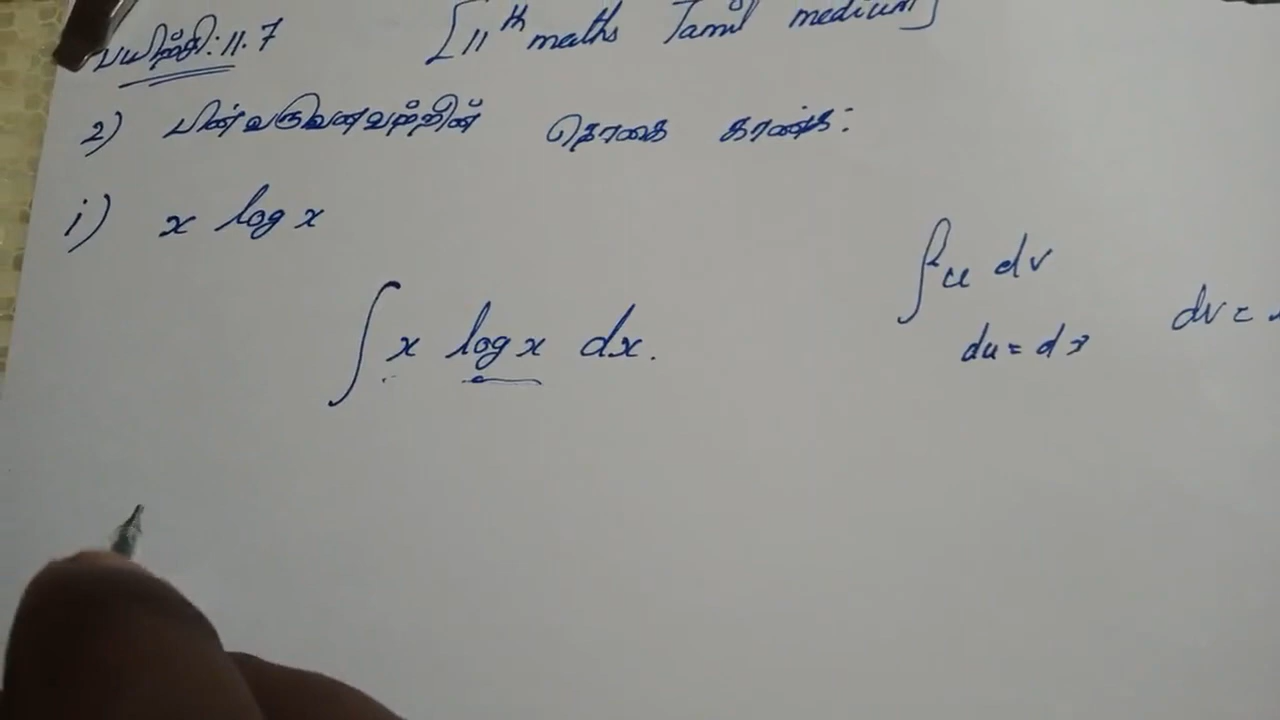 பயிற்சி: 11.7 [11th maths Tamil medium]
2) பின்வருவனவற்றின் தொகை காண்க:
i) x log x
∫ x log x dx.
∫ u dv
du = dx dv =